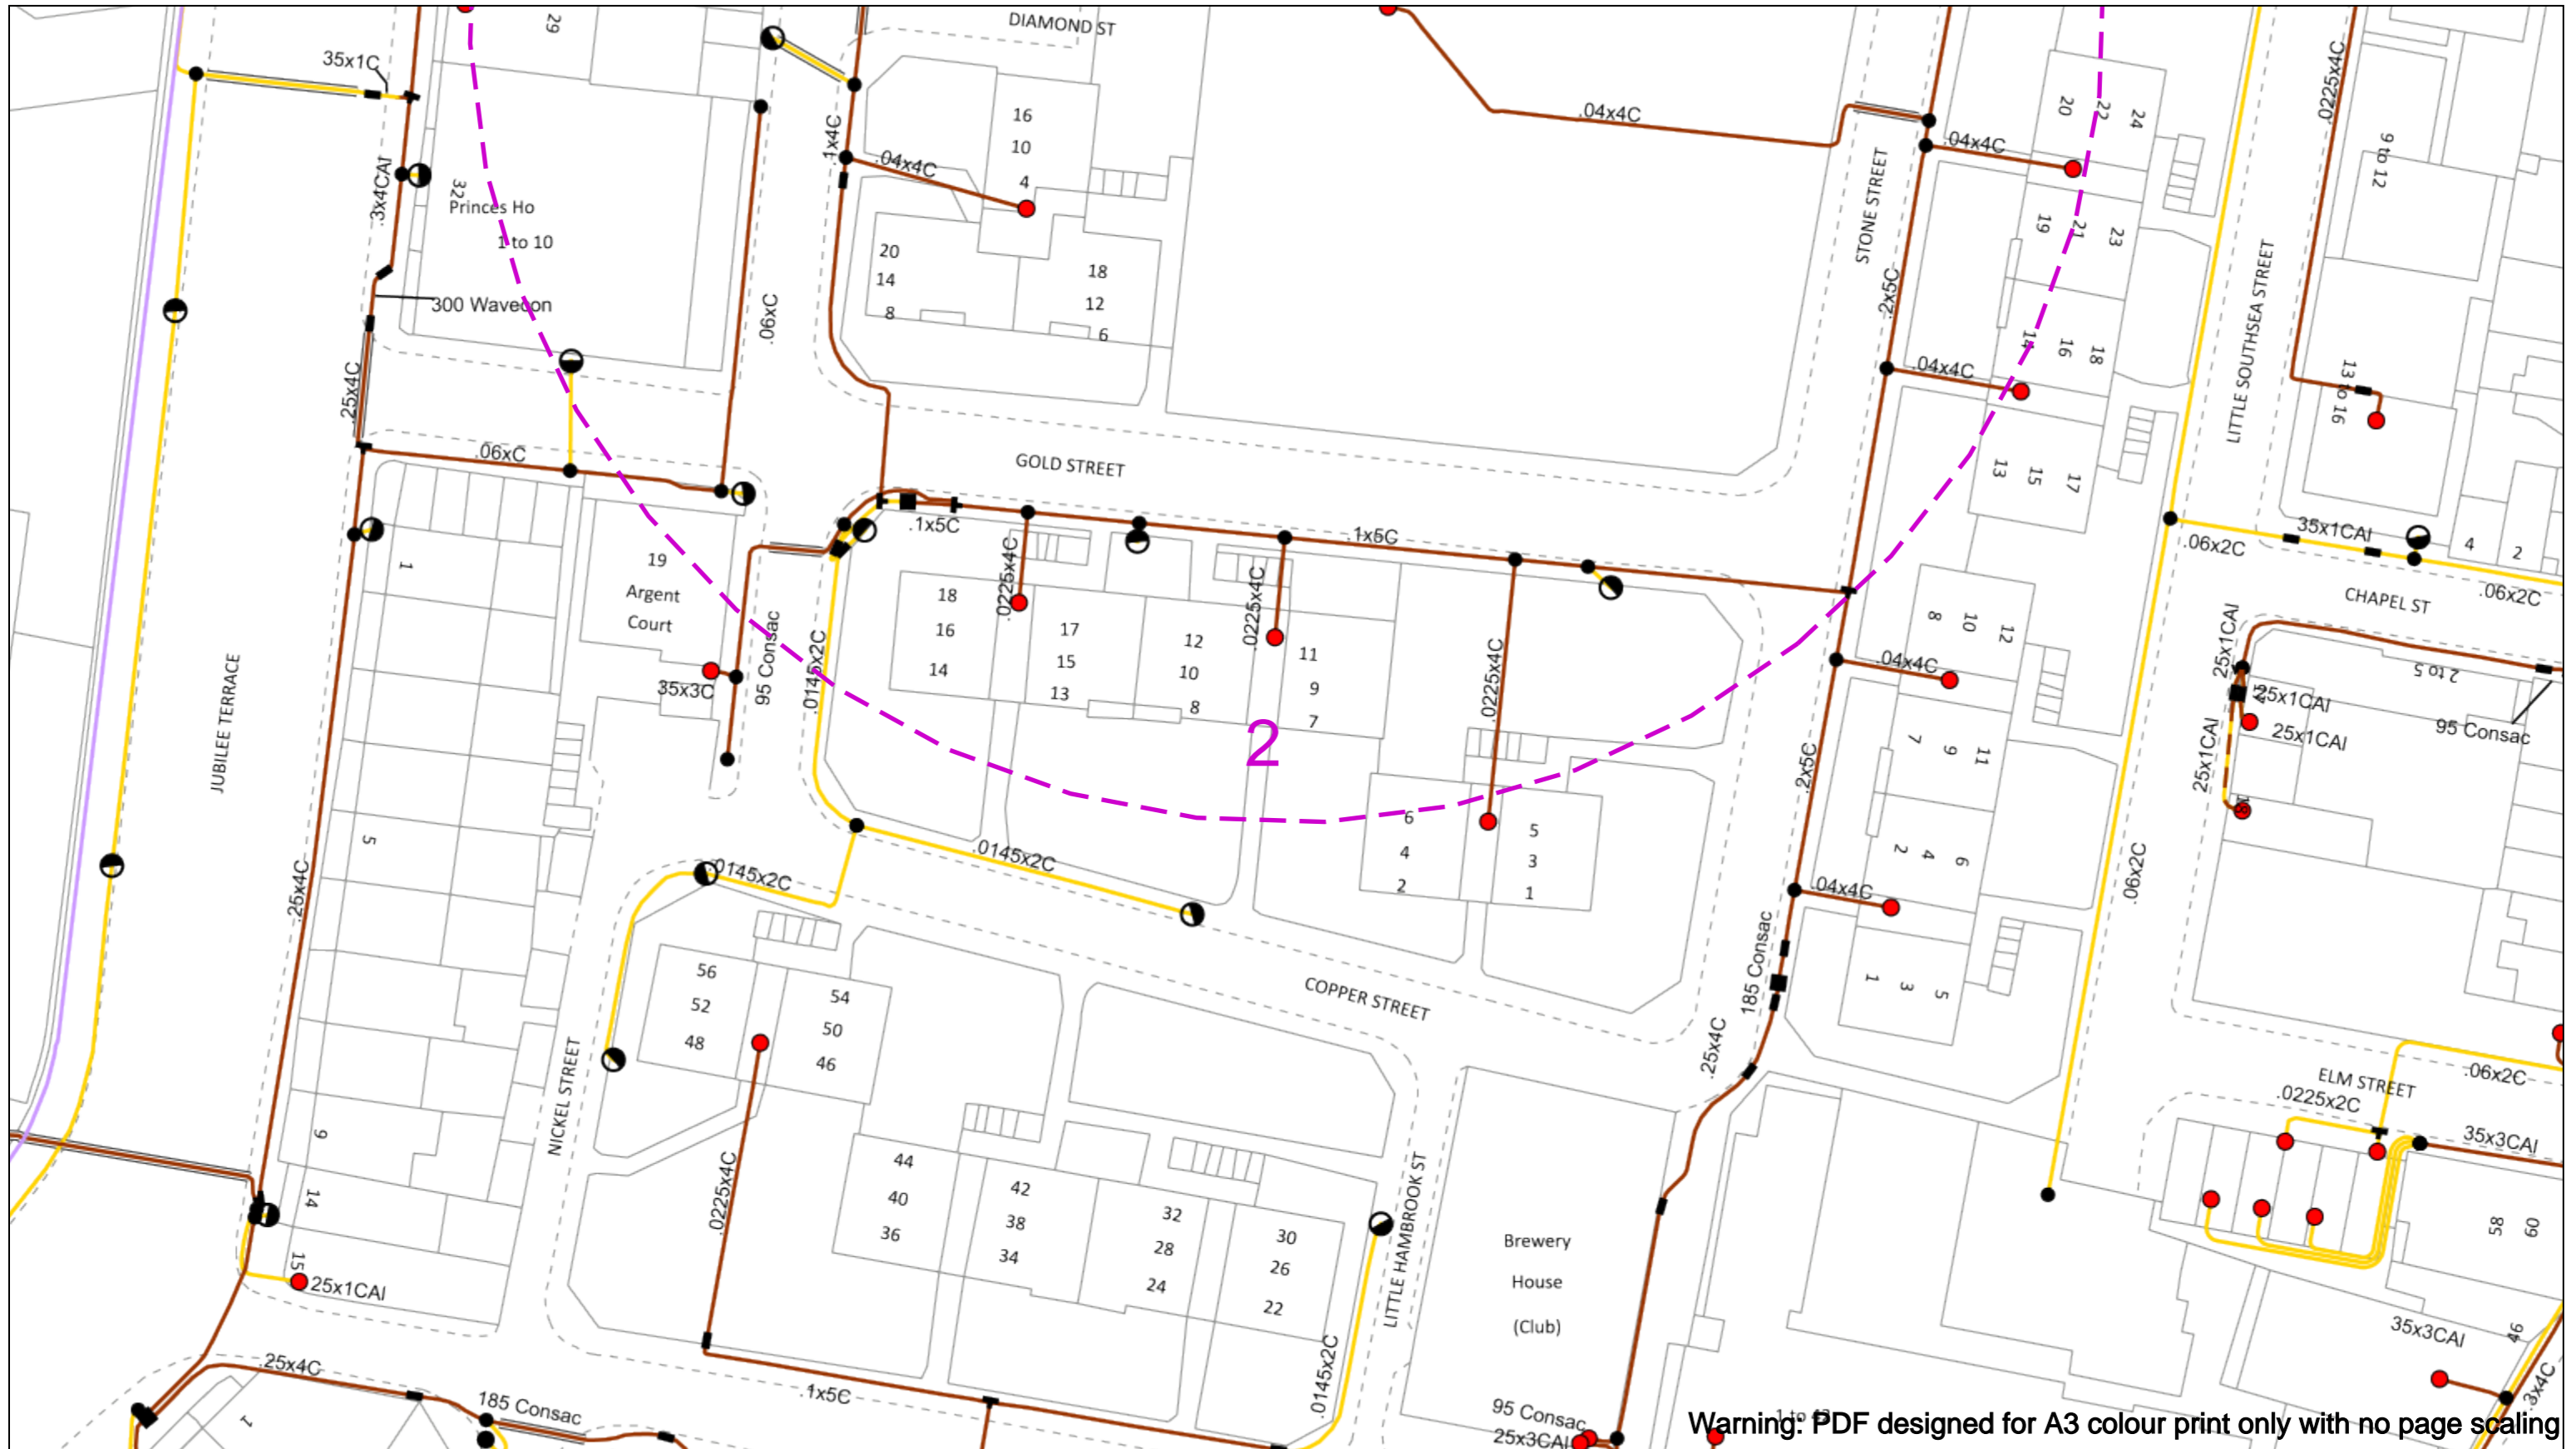 29
DIAMOND ST
35x1C
.0225x4C
16
10
4
.1x4C
.04x4C
.04x4C
.04x4C
20
22
24
9 to 12
.3x4CAI
32
Princes Ho
1 to 10
STONE STREET
19
21
23
20
14
8
18
12
6
300 Wavecon
.06xC
.2x5C
LITTLE SOUTHSEA STREET
14
16
18
.25x4C
.04x4C
13 to 16
.06xC
GOLD STREET
13
15
17
.1x5C
.1x5C
35x1CAI
.06x2C
4
2
.06x2C
CHAPEL ST
1
19
Argent
Court
.0225x4C
.0225x4C
18
16
14
17
15
13
12
10
8
11
9
7
8
10
12
.04x4C
35x3C
95 Consac
.0145x2C
.0225x4C
25x1CAI
2 to 5
25x1CAI
25x1CAI
95 Consac
25x1CAI
JUBILEE TERRACE
2
7
9
11
.2x5C
5
6
4
2
5
3
1
2
4
6
.04x4C
.0145x2C
.0145x2C
.25x4C
.06x2C
185 Consac
56
52
48
54
50
46
COPPER STREET
1
3
5
.25x4C
NICKEL STREET
ELM STREET
.06x2C
.0225x2C
35x3CAI
9
14
15
25x1CAI
.0225x4C
44
40
36
42
38
34
32
28
24
30
26
22
LITTLE HAMBROOK ST
Brewery
House
(Club)
58
60
35x3CAI
46
.25x4C
185 Consac
1
.1x5C
.0145x2C
95 Consac
25x3CAI
.3x4C
Warning: PDF designed for A3 colour print only with no page scaling